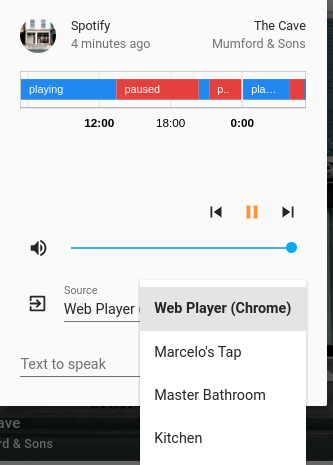 Spotify
The Cave
4 minutes ago
Mumford & Sons
playing
paused
p..
pla...
12:00
18:00
0:00
Source
Web Player
Web Player (Chrome)
Marcelo's Tap
Text to speak
Master Bathroom
Kitchen
ave
rd & Sons